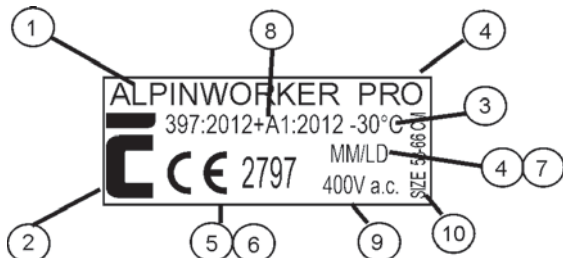 1
8
4
ALPINWORKER PRO
397:2012+A1:2012 -30°C
3
MM/LD
CE 2797
400V a.c.
SIZE 53-66 CM
4 7
2
5 6
9
10